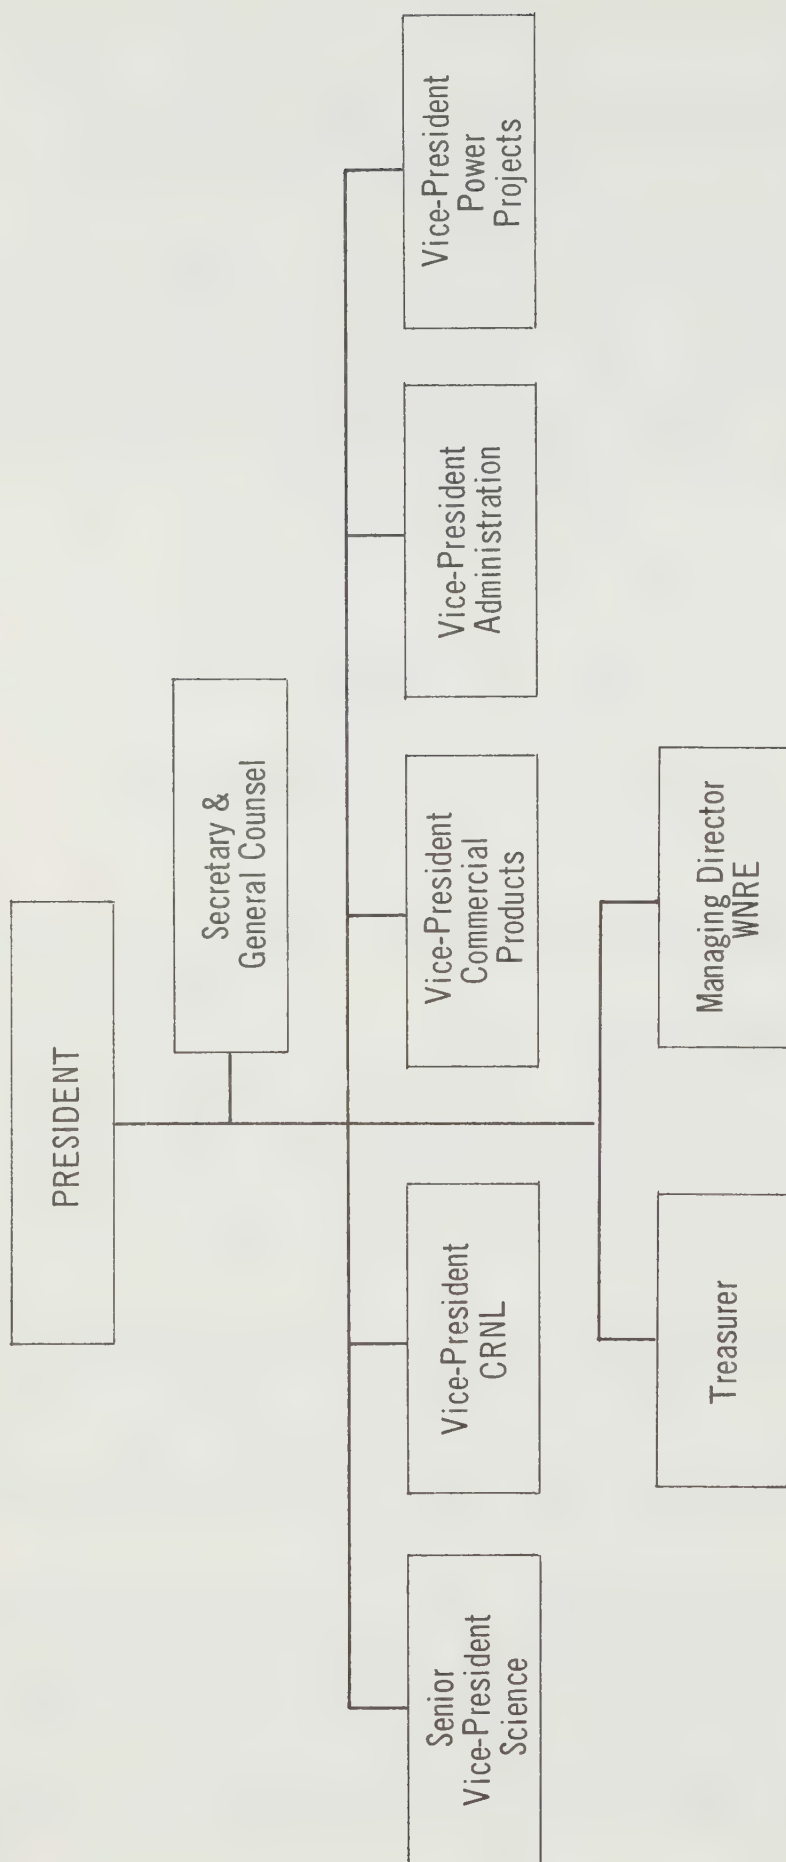 PRESIDENT
Secretary &
General Counsel
Senior
Vice-President
Science
Vice-President
CRNL
Vice-President
Commercial
Products
Vice-President
Administration
Vice-President
Power
Projects
Treasurer
Managing Director
WNRE